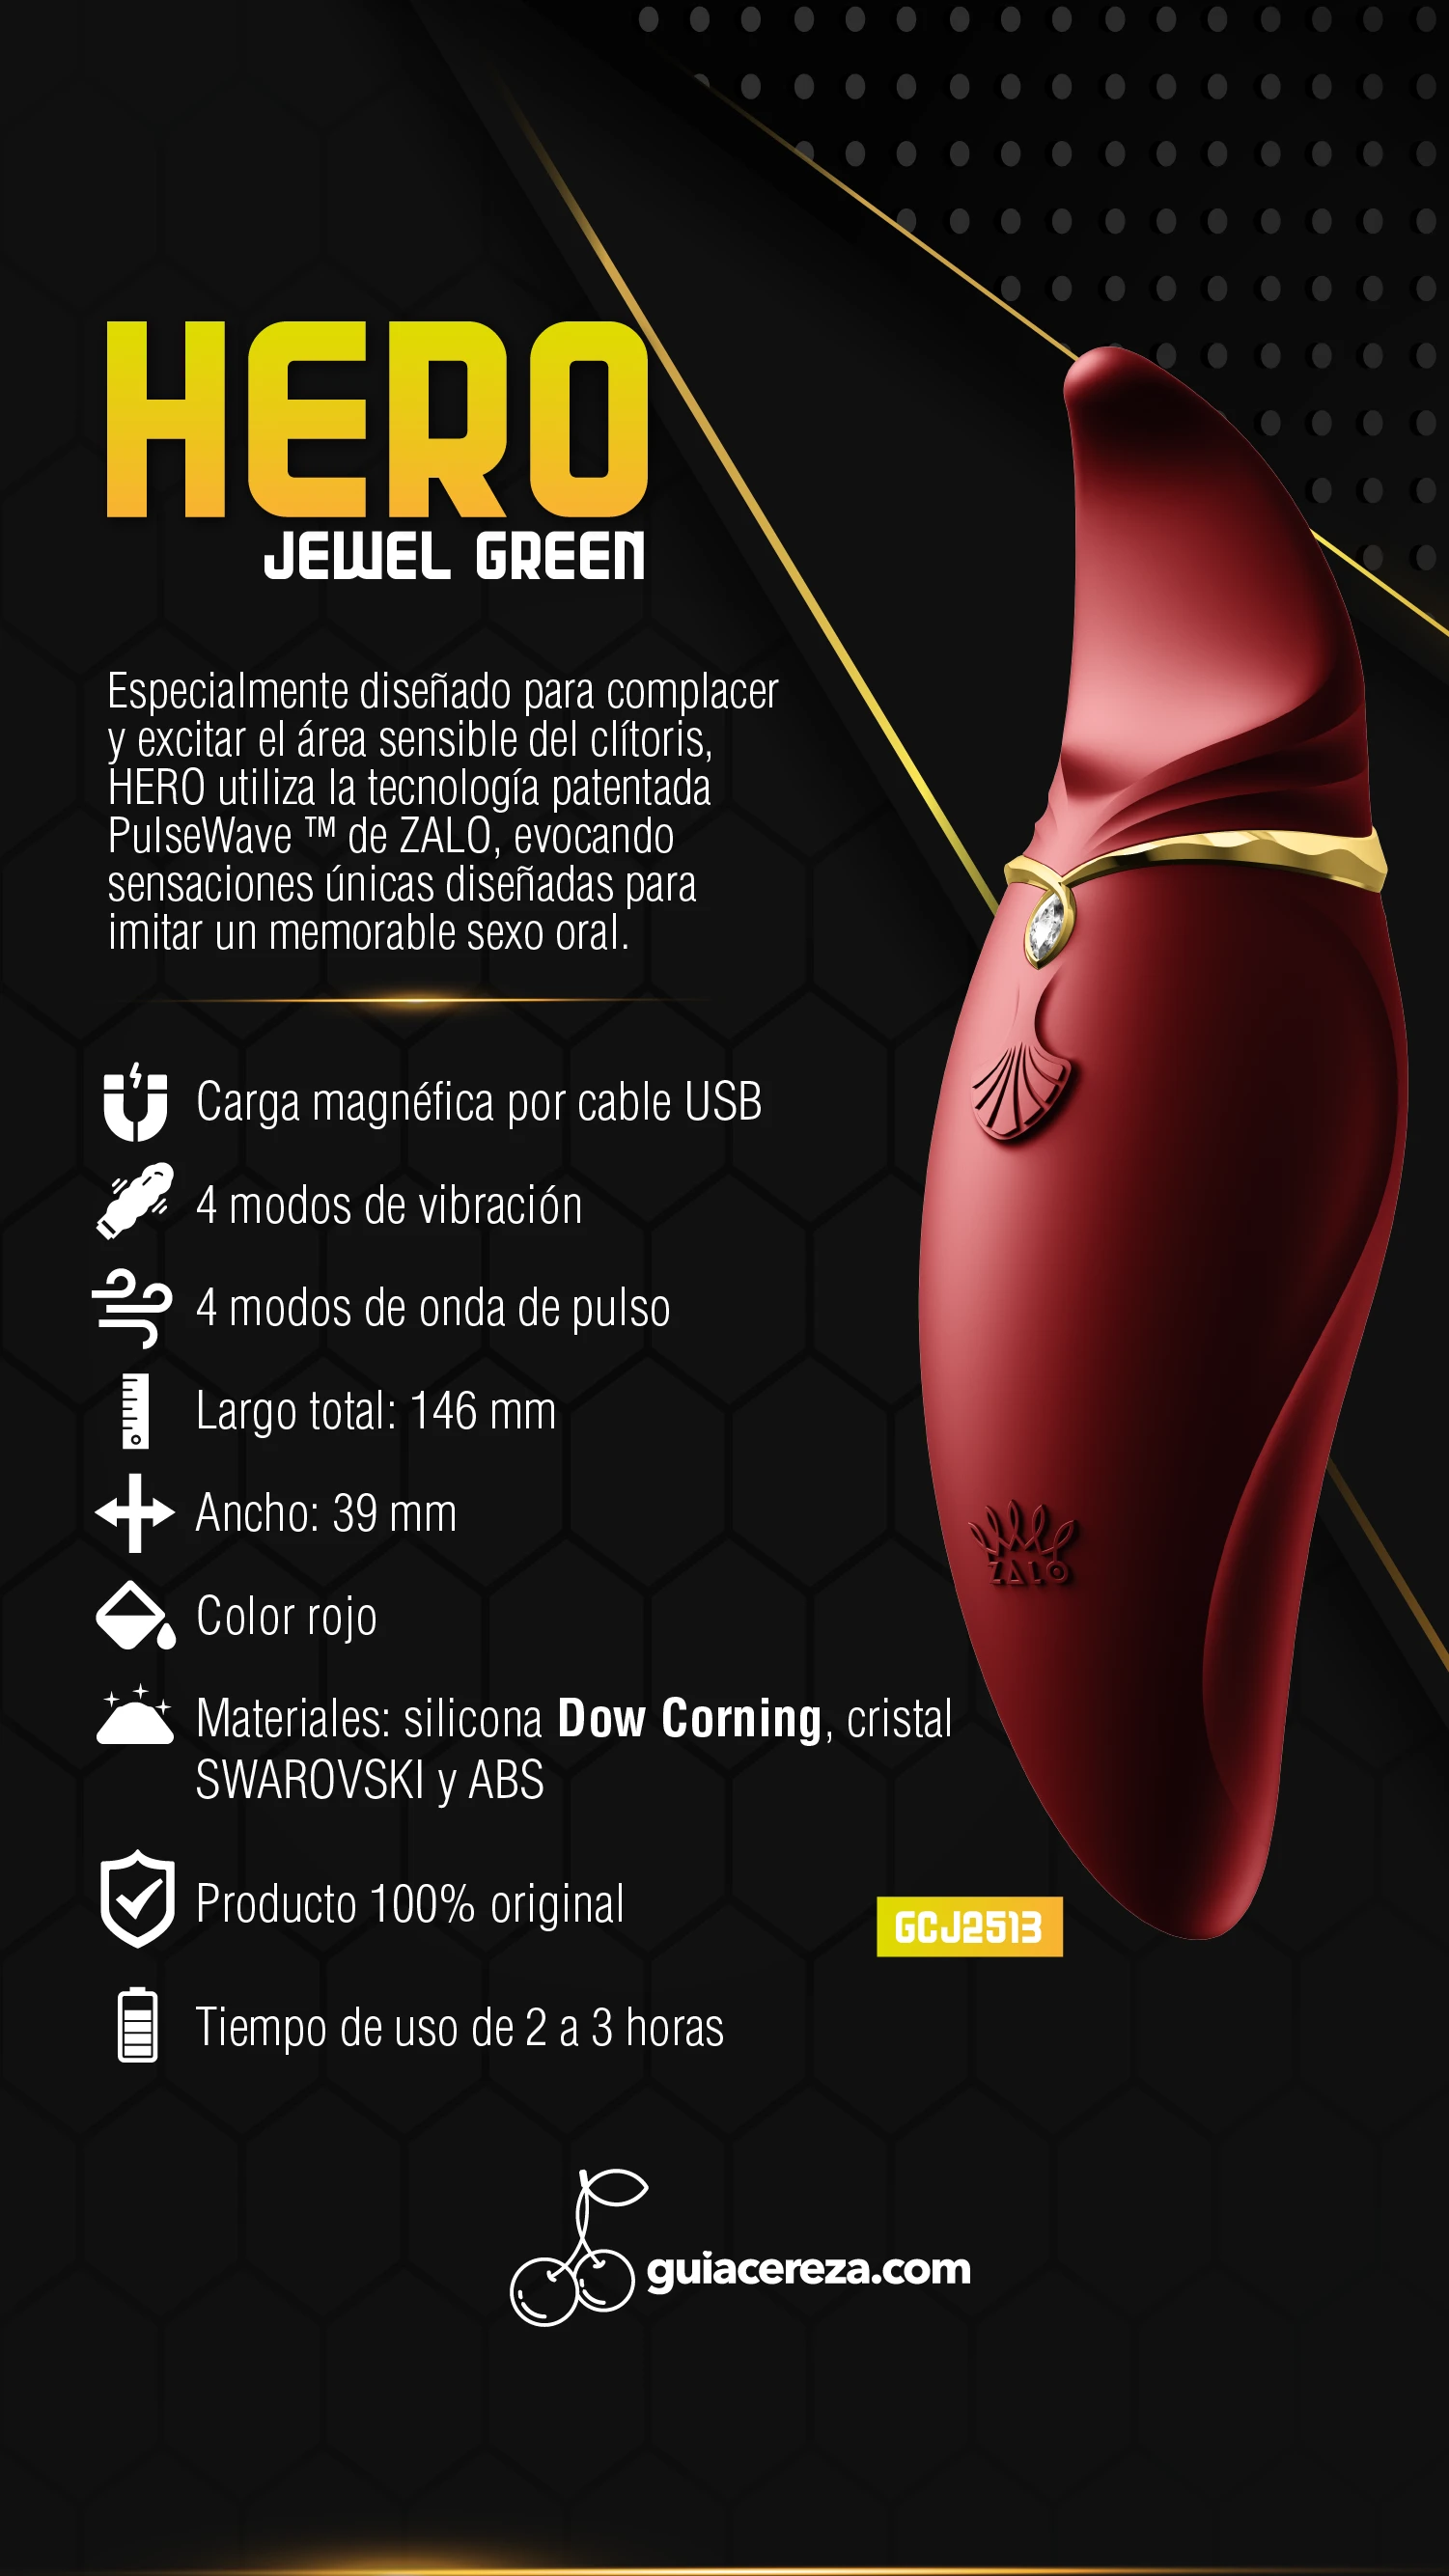 HERO
JEWEL GREEN
Especialmente diseñado para complacer
y excitar el área sensible del clítoris,
HERO utiliza la tecnología patentada
PulseWave ™ de ZALO, evocando
sensaciones únicas diseñadas para
imitar un memorable sexo oral.
Carga magnéfica por cable USB
4 modos de vibración
4 modos de onda de pulso
Largo total: 146 mm
Ancho: 39 mm
Color rojo
Materiales: silicona Dow Corning, cristal
SWAROVSKI y ABS
Producto 100% original
Tiempo de uso de 2 a 3 horas
ZALO
GCJ2513
guiacereza.com